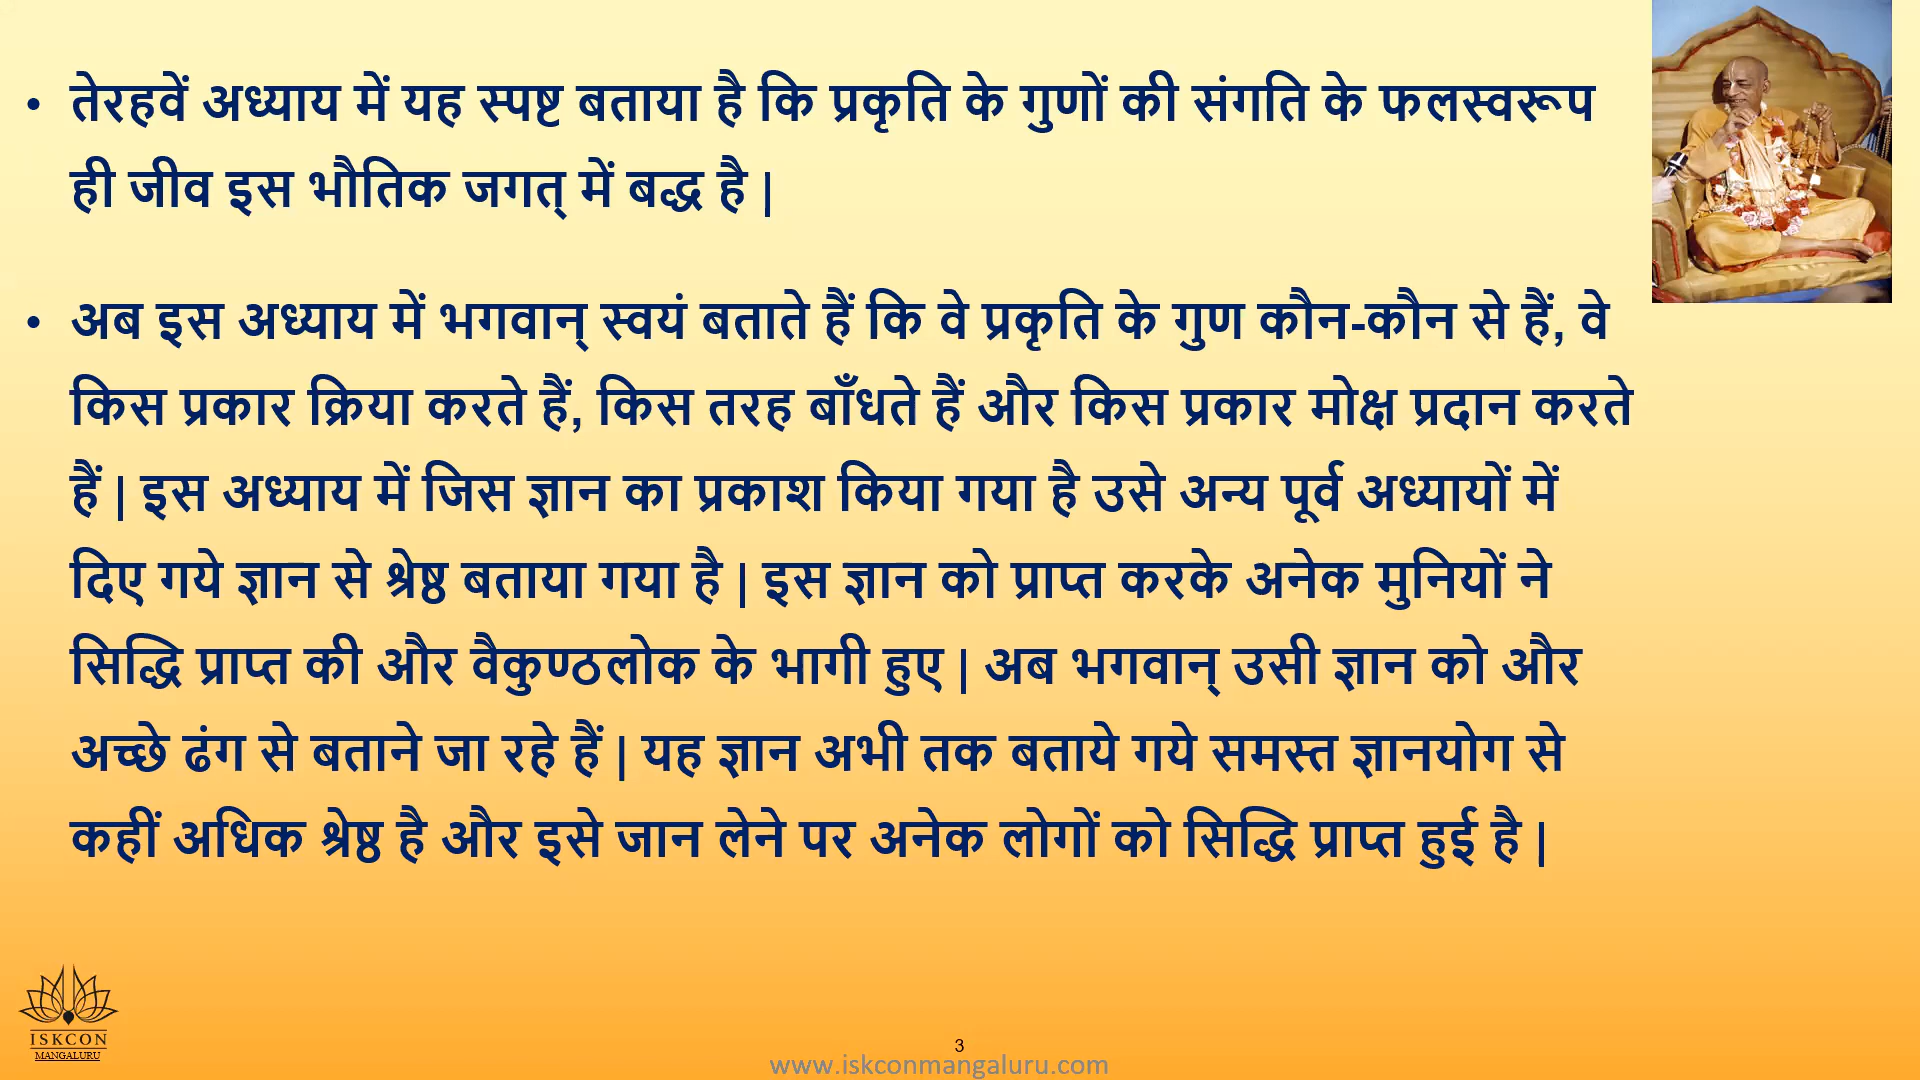 • तेरहवें अध्याय में यह स्पष्ट बताया है कि प्रकृति के गुणों की संगति के फलस्वरूप
ही जीव इस भौतिक जगत् में बद्ध है |
• अब इस अध्याय में भगवान् स्वयं बताते हैं कि वे प्रकृति के गुण कौन-कौन से हैं, वे
किस प्रकार क्रिया करते हैं, किस तरह बाँधते हैं और किस प्रकार मोक्ष प्रदान करते
हैं | इस अध्याय में जिस ज्ञान का प्रकाश किया गया है उसे अन्य पूर्व अध्यायों में
दिए गये ज्ञान से श्रेष्ठ बताया गया है | इस ज्ञान को प्राप्त करके अनेक मुनियों ने
सिद्धि प्राप्त की और वैकुण्ठलोक के भागी हुए | अब भगवान् उसी ज्ञान को और
अच्छे ढंग से बताने जा रहे हैं | यह ज्ञान अभी तक बताये गये समस्त ज्ञानयोग से
कहीं अधिक श्रेष्ठ है और इसे जान लेने पर अनेक लोगों को सिद्धि प्राप्त हुई है |
ISKCON
MANGALURU
3
www.iskconmangaluru.com